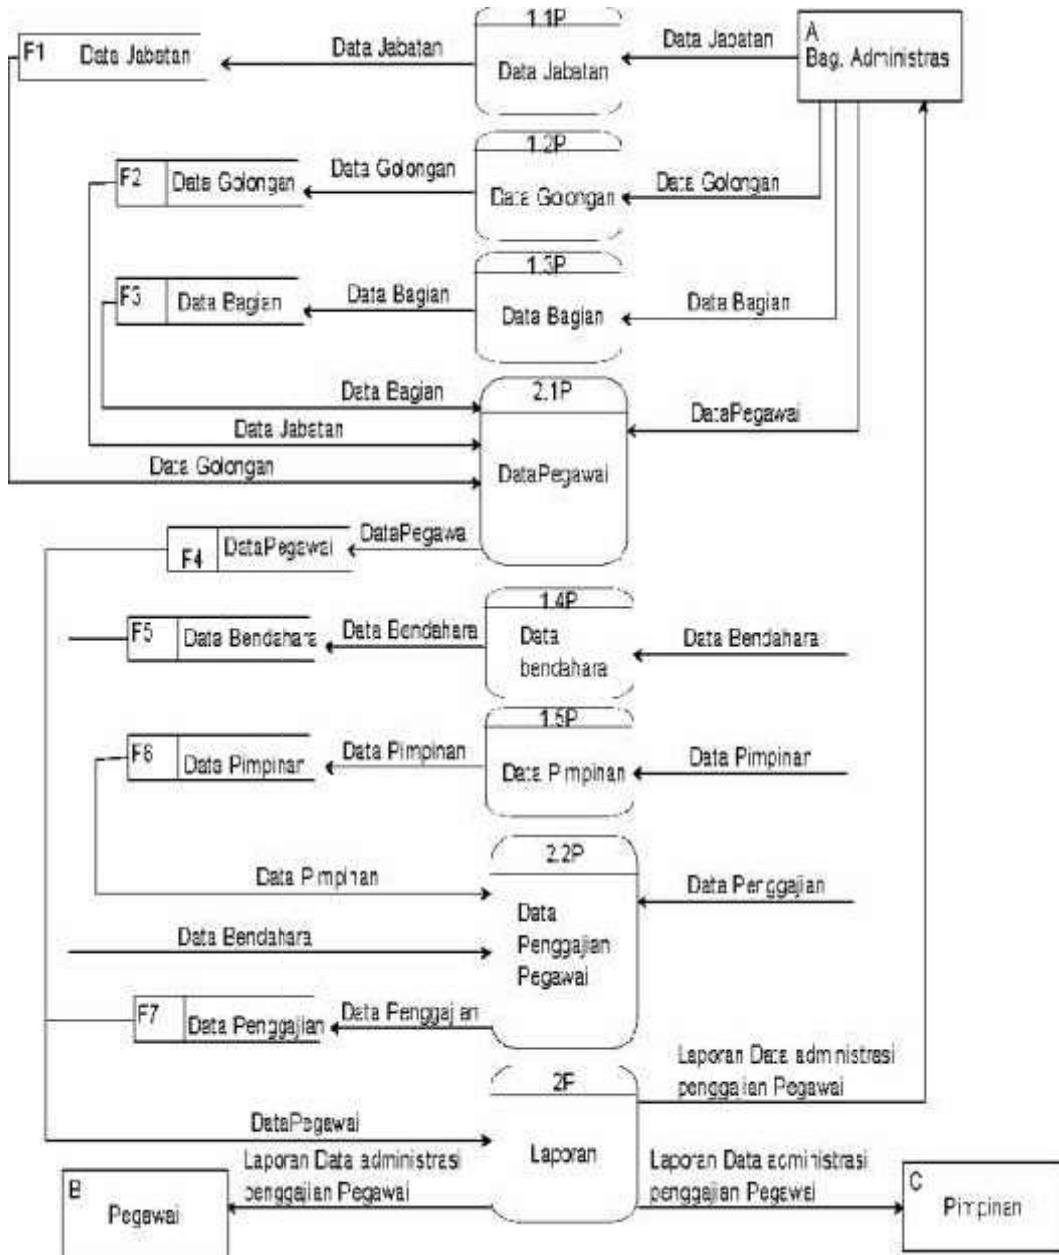 1.1P
A
F1
Data Jabatan
Data Jabatan
Data Jabatan
Data Jabatan
Bag. Administras
1.2P
F2
Data Golongan
Data Golongan
Data Golongan
Data Golongan
1.3P
F3
Data Bagian
Data Bagian
Data Bagian
Data Bagian
Data Bagian
2.1P
DataPegawai
Data Jabatan
Data Golongan
DataPegawai
F4
DataPegawai
DataPegawa
1.4P
F5
Data Bendahara
Data Bendahara
Data
bendahara
Data Bendahara
1.5P
F6
Data Pimpinan
Data Pimpinan
Data Pimpinan
Data Pimpinan
2.2P
Data Pimpinan
Data Penggajian
Data
Penggajian
Pegawai
Data Bendahara
F7
Data Penggajian
Data Penggajian
Laporan Data administrasi
penggajian Pegawai
2P
DataPegawai
Laporan
Laporan Data administrasi
penggajian Pegawai
Laporan Data administrasi
penggajian Pegawai
B
Pegawai
C
Pimpinan